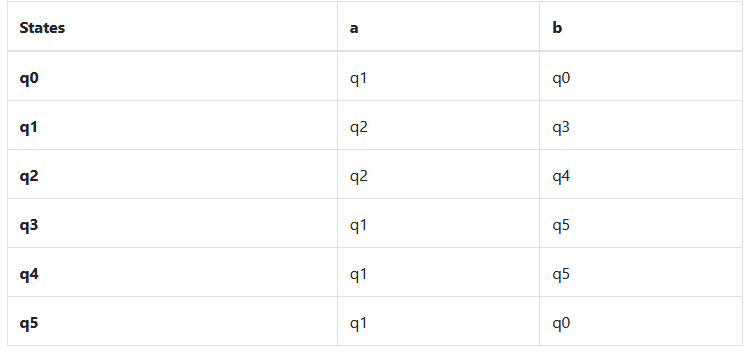 States a b
q0 q1 q0
q1 q2 q3
q2 q2 q4
q3 q1 q5
q4 q1 q5
q5 q1 q0